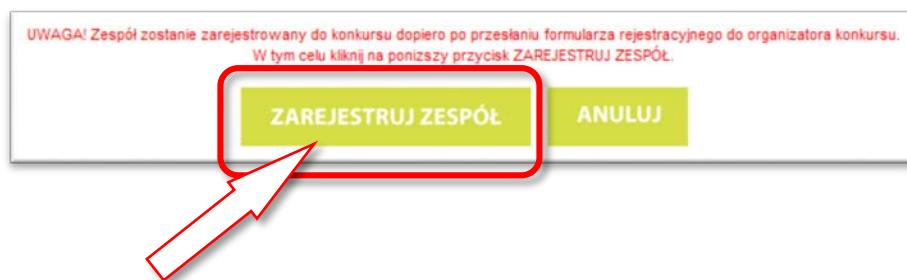 UWAGA! Zespół zostanie zarejestrowany do konkursu dopiero po przesłaniu formularza rejestracyjnego do organizatora konkursu.
W tym celu kliknij na ponizszy przycisk ZAREJESTRUJ ZESPÓŁ.
ZAREJESTRUJ ZESPÓŁ ANULUJ